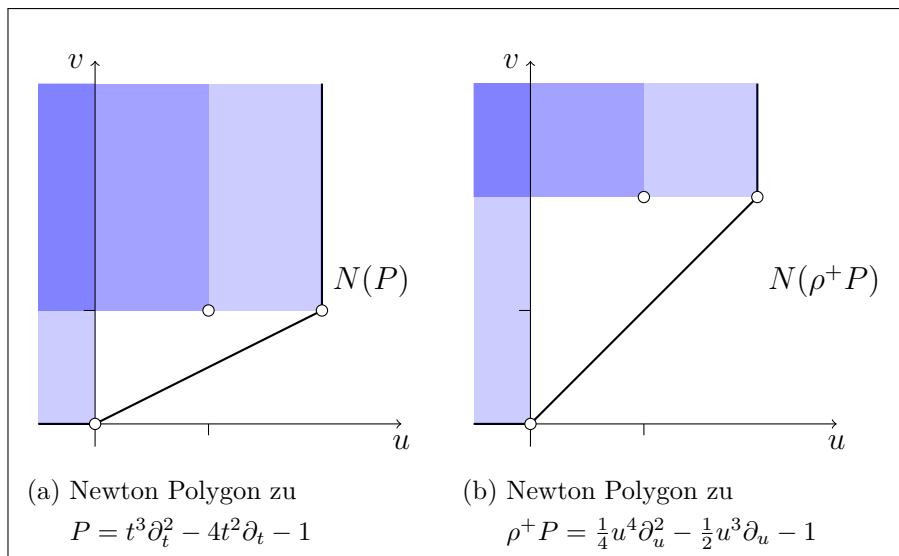 v
N(P)
u
(a) Newton Polygon zu
P = t³∂ₜ² − 4t²∂ₜ − 1
v
N(ρ⁺P)
u
(b) Newton Polygon zu
ρ⁺P = ¼u⁴∂ᵤ² − ½u³∂ᵤ − 1